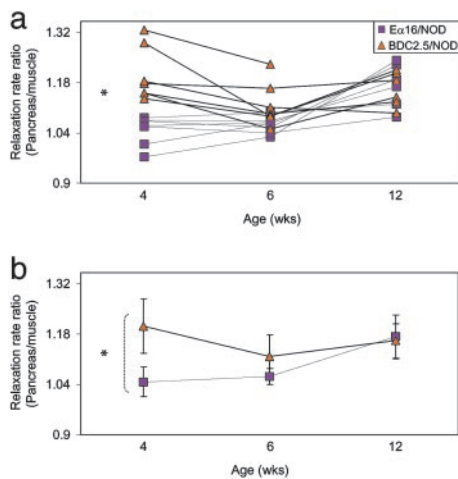 a
Eα16/NOD
BDC2.5/NOD
Relaxation rate ratio
(Pancreas/muscle)
1.32
1.18
*
1.04
0.9
4 6 12
Age (wks)
b
Relaxation rate ratio
(Pancreas/muscle)
1.32
1.18
*
1.04
0.9
4 6 12
Age (wks)